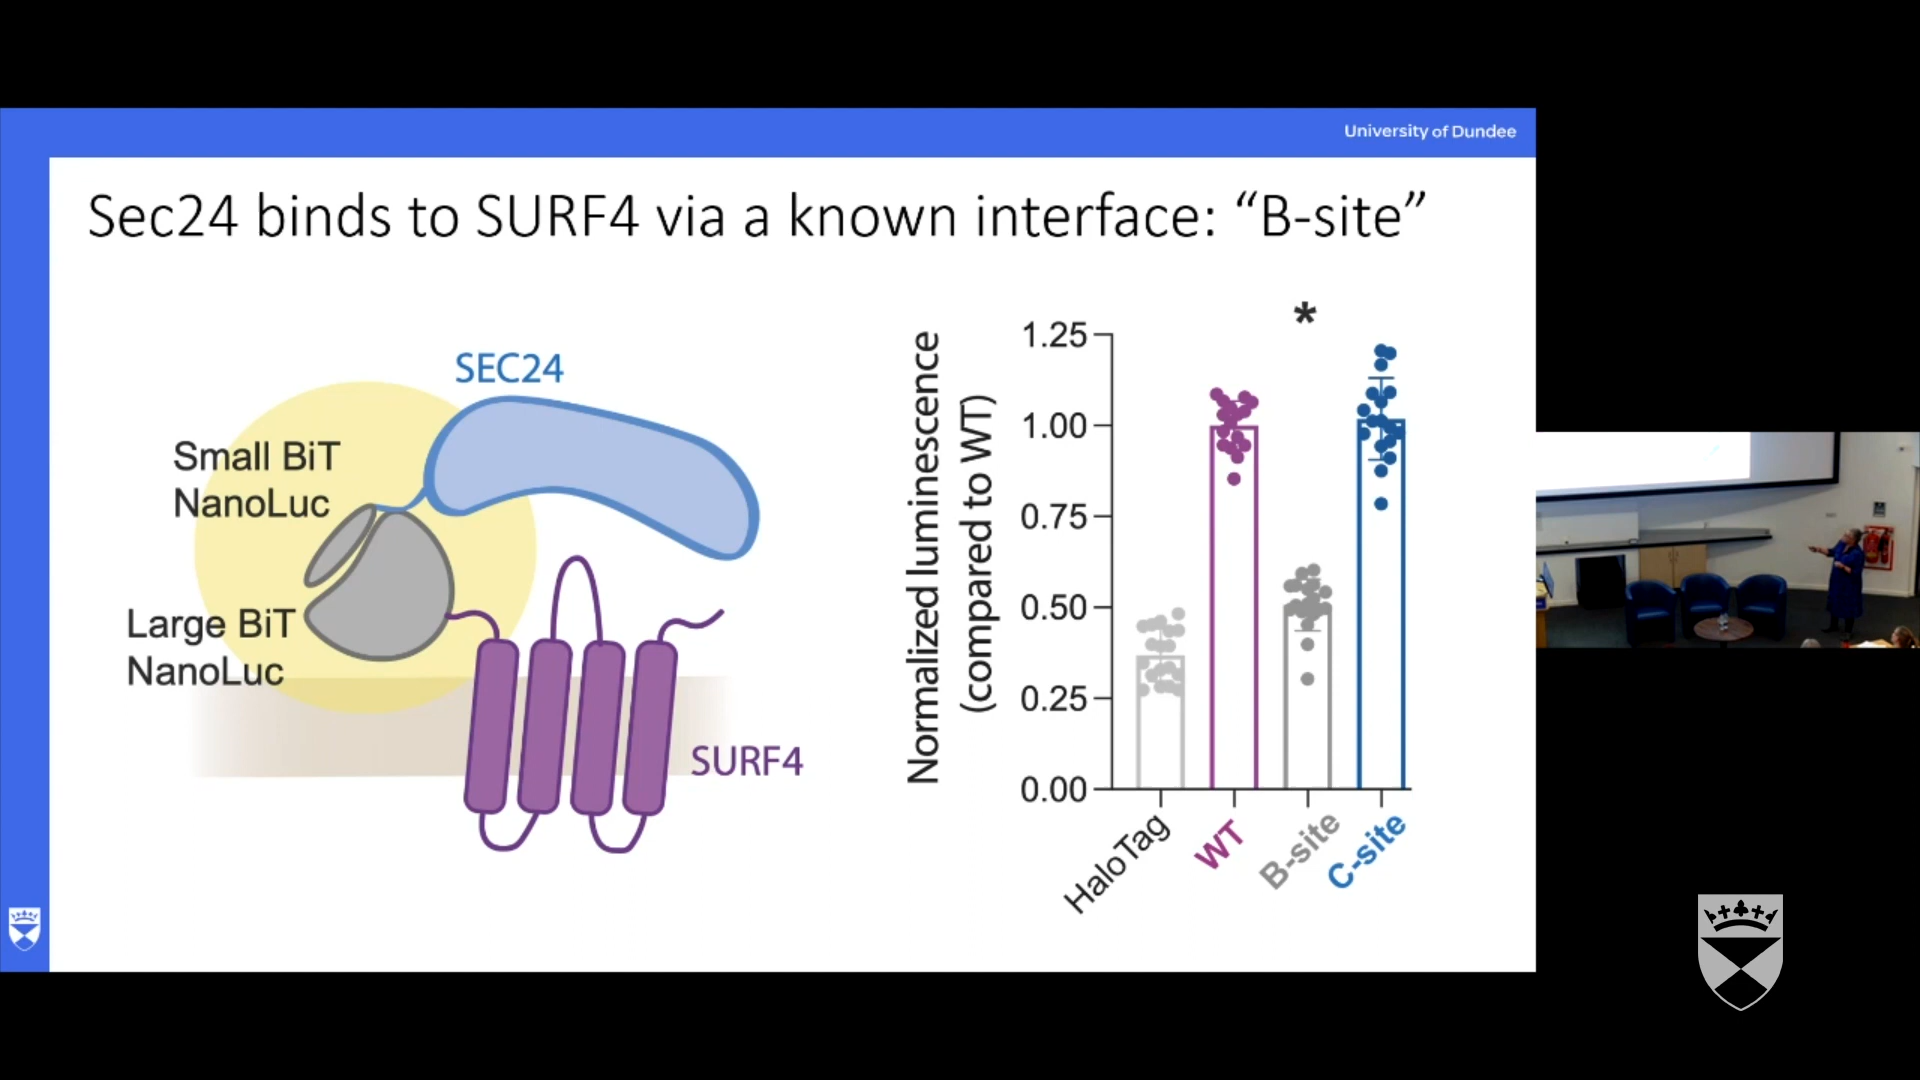 University of Dundee
Sec24 binds to SURF4 via a known interface: “B-site”
SEC24
Small BiT
NanoLuc
Large BiT
NanoLuc
SURF4
Normalized luminescence
(compared to WT)
*
1.25
1.00
0.75
0.50
0.25
0.00
HaloTag
WT
B-site
C-site